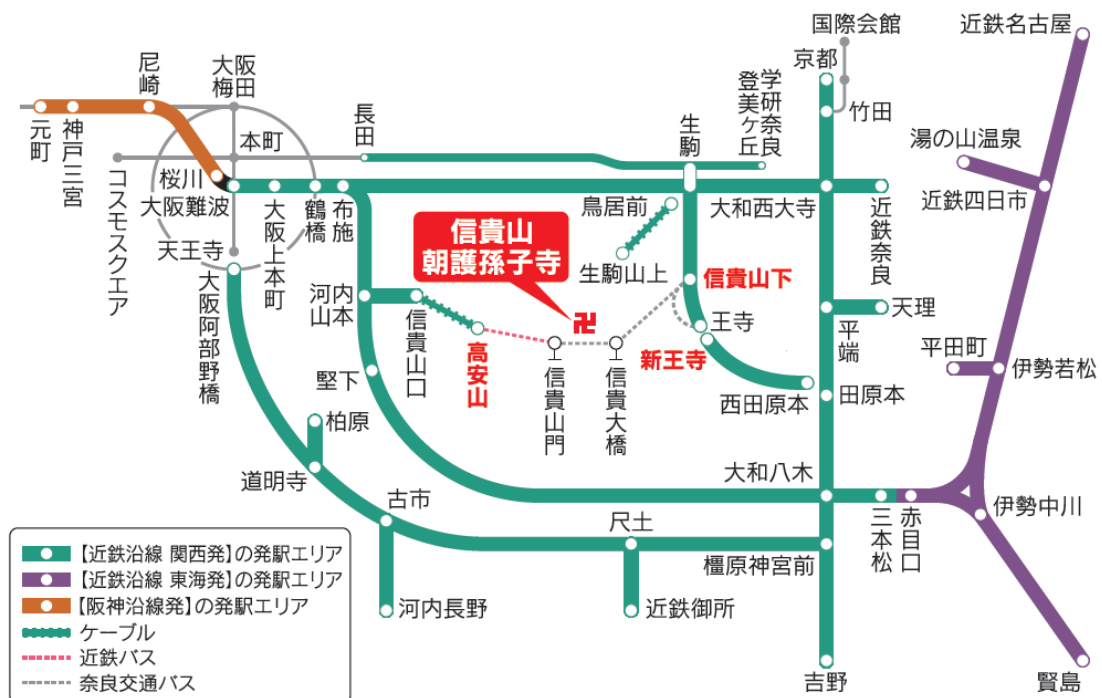 国際会館
近鉄名古屋
京都
尼崎
大阪
梅田
学研奈良
登美ヶ丘
長田
生駒
竹田
本町
湯の山温泉
元町
神戸三宮
コスモスクエア
桜川
大阪難波
大阪上本町
鶴橋
布施
鳥居前
大和西大寺
近鉄奈良
近鉄四日市
信貴山
朝護孫子寺
天王寺
生駒山上
信貴山下
大阪阿部野橋
河内
山本
信貴山口
高安山
卍
王寺
新王寺
天理
平端
平田町
伊勢若松
堅下
信貴山門
信貴大橋
西田原本
田原本
柏原
道明寺
大和八木
古市
尺土
三本松
赤目口
伊勢中川
橿原神宮前
河内長野
近鉄御所
吉野
賢島
【近鉄沿線 関西発】の発駅エリア
【近鉄沿線 東海発】の発駅エリア
【阪神沿線発】の発駅エリア
ケーブル
近鉄バス
奈良交通バス